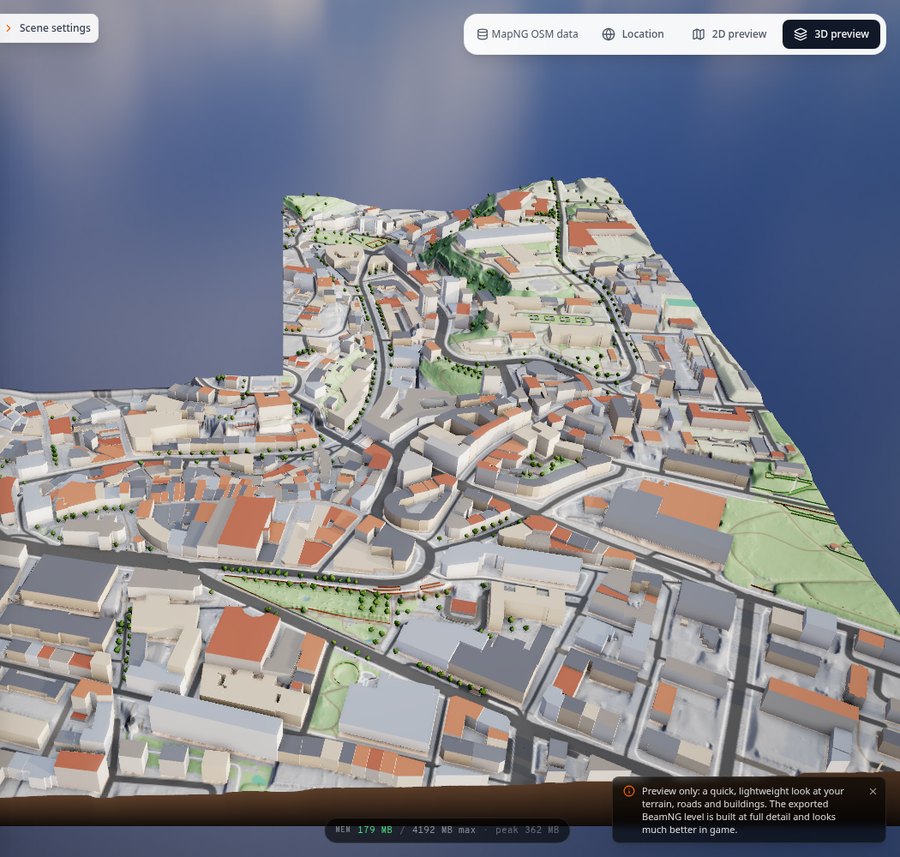 Scene settings
MapNG OSM data
Location
2D preview
3D preview
Preview only: a quick, lightweight look at your
terrain, roads and buildings. The exported
BeamNG level is built at full detail and looks
much better in game.
MEM 179 MB / 4192 MB max · peak 362 MB